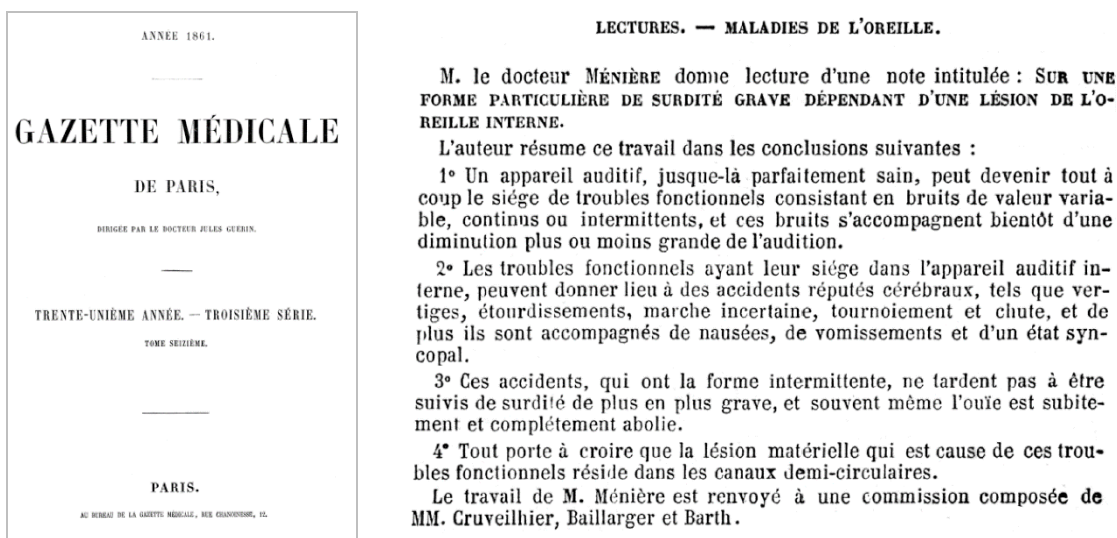 ANNÉE 1861.
GAZETTE MÉDICALE
DE PARIS,
DIRIGÉE PAR LE DOCTEUR JULES GUÉRIN.
TRENTE-UNIÈME ANNÉE. — TROISIÈME SÉRIE.
TOME SEIZIÈME.
PARIS.
AU BUREAU DE LA GAZETTE MÉDICALE, RUE CHANOINESSE, 12.
LECTURES. — MALADIES DE L'OREILLE.
M. le docteur MÉNIÈRE donne lecture d'une note intitulée : SUR UNE
FORME PARTICULIÈRE DE SURDITÉ GRAVE DÉPENDANT D'UNE LÉSION DE L'O-
REILLE INTERNE.
L'auteur résume ce travail dans les conclusions suivantes :
1° Un appareil auditif, jusque-là parfaitement sain, peut devenir tout à
coup le siége de troubles fonctionnels consistant en bruits de valeur varia-
ble, continus ou intermittents, et ces bruits s'accompagnent bientôt d'une
diminution plus ou moins grande de l'audition.
2° Les troubles fonctionnels ayant leur siége dans l'appareil auditif in-
terne, peuvent donner lieu à des accidents réputés cérébraux, tels que ver-
tiges, étourdissements, marche incertaine, tournoiement et chute, et de
plus ils sont accompagnés de nausées, de vomissements et d'un état syn-
copal.
3° Ces accidents, qui ont la forme intermittente, ne tardent pas à être
suivis de surdité de plus en plus grave, et souvent même l'ouïe est subite-
ment et complétement abolie.
4° Tout porte à croire que la lésion matérielle qui est cause de ces trou-
bles fonctionnels réside dans les canaux demi-circulaires.
Le travail de M. Ménière est renvoyé à une commission composée de
MM. Cruveilhier, Baillarger et Barth.